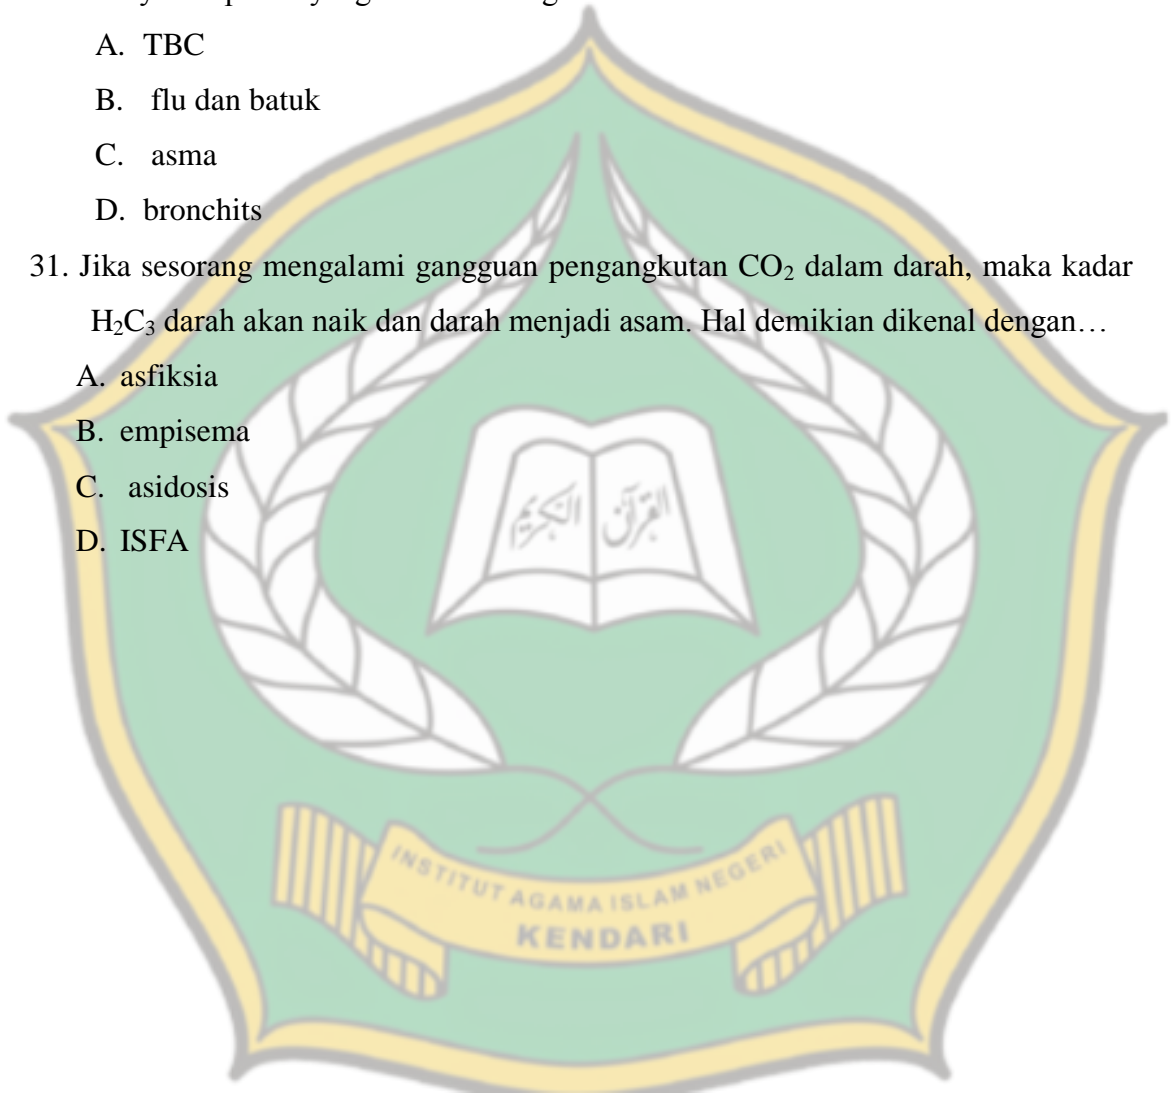 A. TBC
B. flu dan batuk
C. asma
D. bronchits
31. Jika sesorang mengalami gangguan pengangkutan CO₂ dalam darah, maka kadar
H₂C₃ darah akan naik dan darah menjadi asam. Hal demikian dikenal dengan…
A. asfiksia
B. empisema
C. asidosis
D. ISFA
القرآن الكريم
INSTITUT AGAMA ISLAM NEGERI
KENDARI